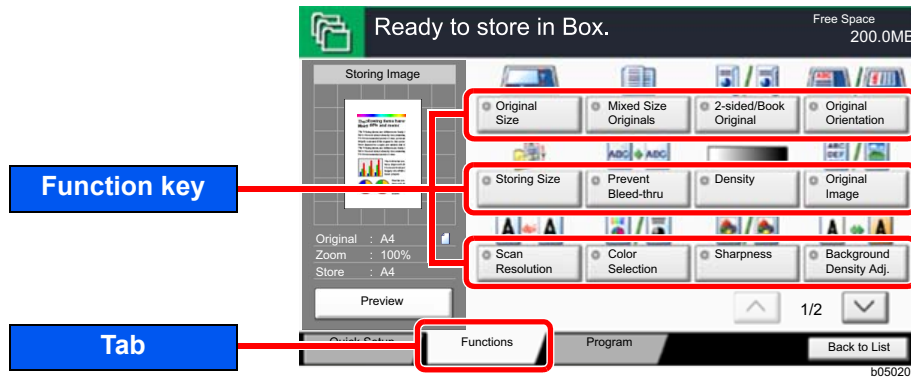 Ready to store in Box.
Free Space
200.0MB
Storing Image
Original
Size
Mixed Size
Originals
2-sided/Book
Original
Original
Orientation
Function key
Storing Size
Prevent
Bleed-thru
Density
Original
Image
Original : A4
Zoom : 100%
Store : A4
Scan
Resolution
Color
Selection
Sharpness
Background
Density Adj.
Preview
1/2
Tab
Quick Setup
Functions
Program
Back to List
b05020